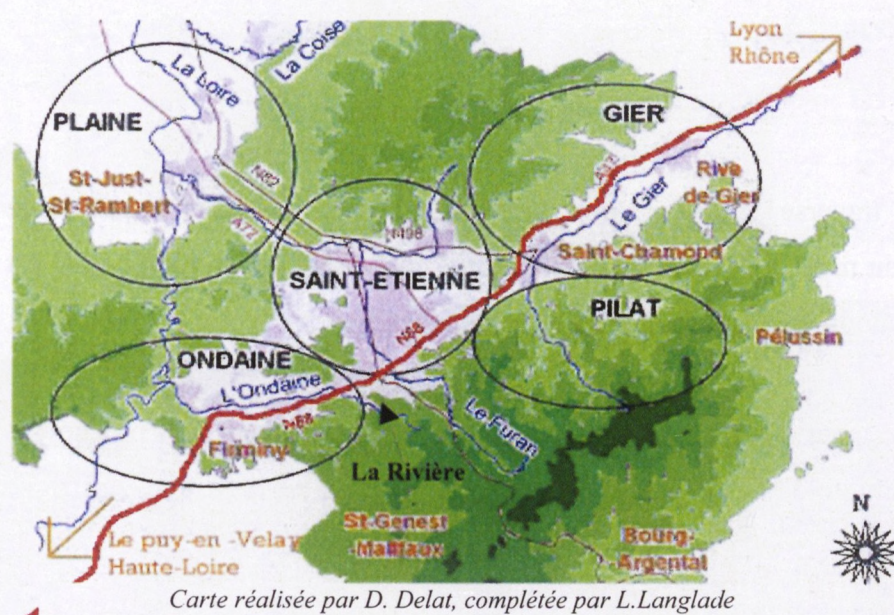 Lyon
Rhône
La Coise
La Loire
PLAINE
GIER
St-Just-
St-Rambert
N82
A72
Rive
de Gier
Le Gier
N498
Saint-Chamond
SAINT-ETIENNE
PILAT
N88
Pélussin
ONDAINE
L'Ondaine
N88
Firminy
Le Furan
La Rivière
St-Genest
-Malifaux
Bourg-
Argental
N
Le puy-en -Velay
Haute-Loire
Carte réalisée par D. Delat, complétée par L.Langlade